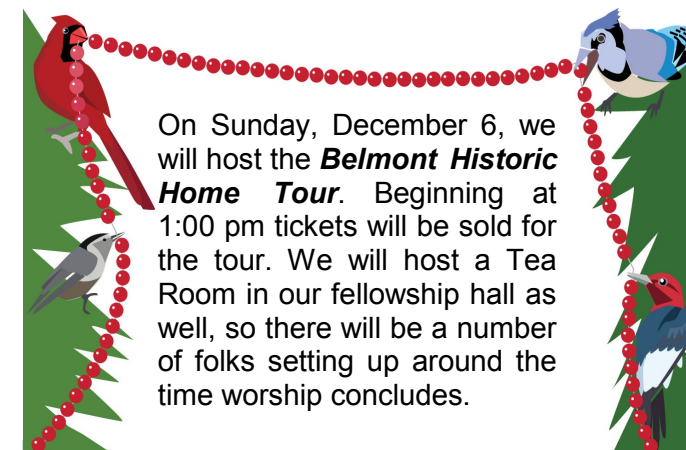 On Sunday, December 6, we
will host the Belmont Historic
Home Tour. Beginning at
1:00 pm tickets will be sold for
the tour. We will host a Tea
Room in our fellowship hall as
well, so there will be a number
of folks setting up around the
time worship concludes.